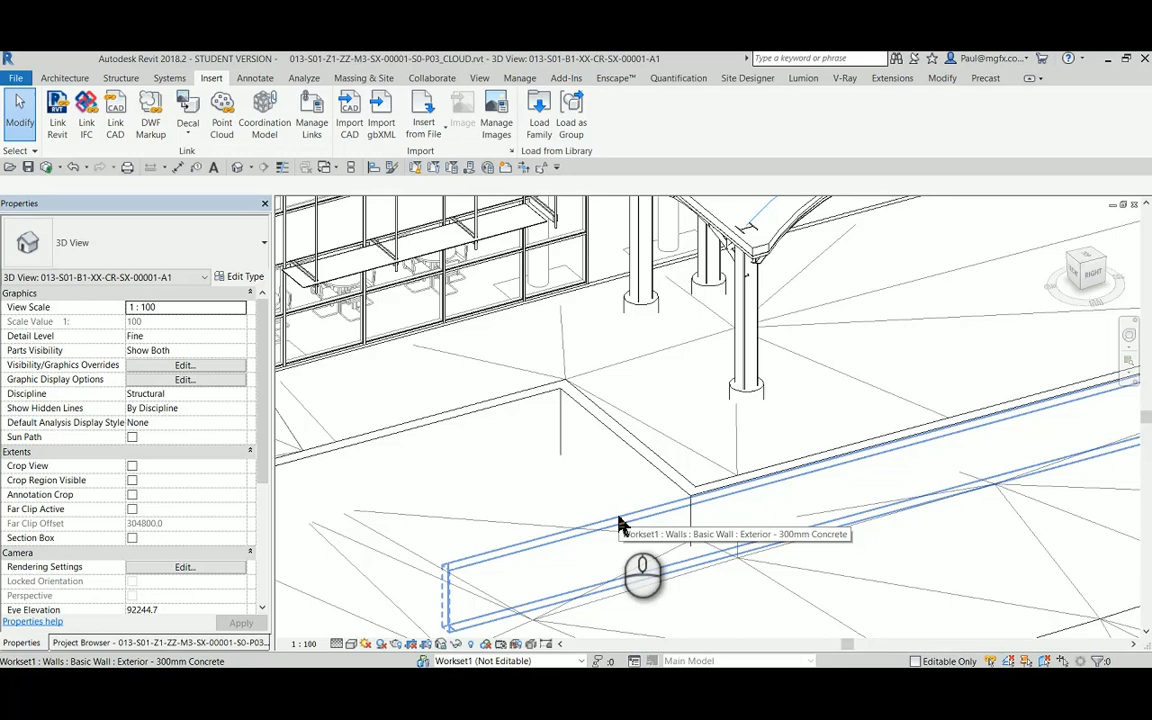 Autodesk Revit 2018.2 - STUDENT VERSION - 013-S01-Z1-ZZ-M3-SX-00001-S0-P03_CLOUD.rvt - 3D View: 013-S01-B1-XX-CR-SX-00001-A1
Type a keyword or phrase
Paul@mgfx.co...
File Architecture Structure Systems Insert Annotate Analyze Massing & Site Collaborate View Manage Add-Ins Enscape™ Quantification Site Designer Lumion V-Ray Extensions Modify Precast
Modify
Link Revit
Link IFC
Link CAD
DWF Markup
Decal
Point Cloud
Coordination Model
Manage Links
Import CAD
Import gbXML
Insert from File
Image
Manage Images
Load Family
Load as Group
Select
Link
Import
Load from Library
Properties
3D View
3D View: 013-S01-B1-XX-CR-SX-00001-A1
Edit Type
Graphics
View Scale 1 : 100
Scale Value 1: 100
Detail Level Fine
Parts Visibility Show Both
Visibility/Graphics Overrides Edit...
Graphic Display Options Edit...
Discipline Structural
Show Hidden Lines By Discipline
Default Analysis Display Style None
Sun Path
Extents
Crop View
Crop Region Visible
Annotation Crop
Far Clip Active
Far Clip Offset 304800.0
Section Box
Camera
Rendering Settings Edit...
Locked Orientation
Perspective
Eye Elevation 92244.7
Properties help
Apply
RIGHT
Workset1 : Walls : Basic Wall : Exterior - 300mm Concrete
Properties
Project Browser - 013-S01-Z1-ZZ-M3-SX-00001-S0-P03...
1 : 100
Workset1 : Walls : Basic Wall : Exterior - 300mm Concrete
Workset1 (Not Editable)
:0
Main Model
Editable Only
:0